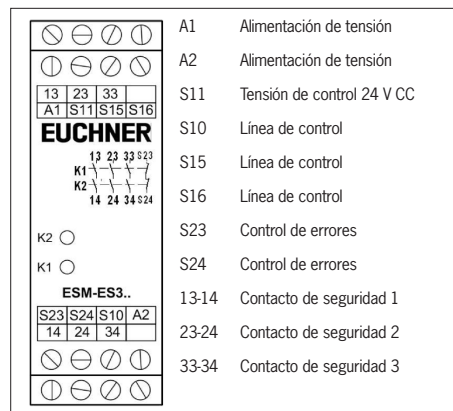 13 23 33
A1 S11 S15 S16
EUCHNER
13 23 33 S23
K1
K2
14 24 34 S24
K2
K1
ESM-ES3..
S23 S24 S10 A2
14 24 34
A1 Alimentación de tensión
A2 Alimentación de tensión
S11 Tensión de control 24 V CC
S10 Línea de control
S15 Línea de control
S16 Línea de control
S23 Control de errores
S24 Control de errores
13-14 Contacto de seguridad 1
23-24 Contacto de seguridad 2
33-34 Contacto de seguridad 3